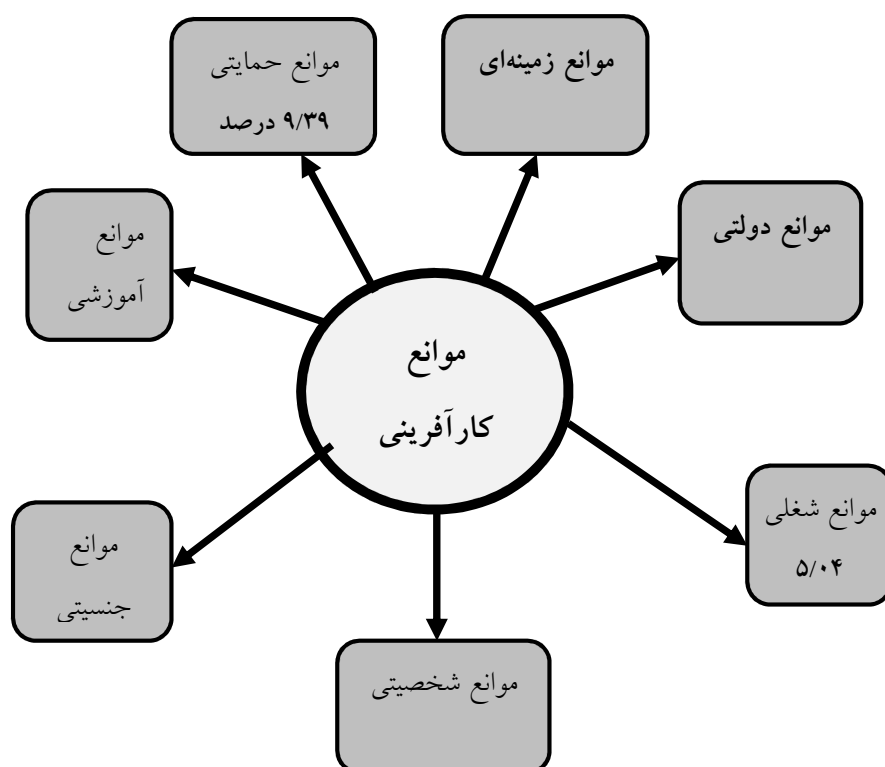 موانع حمایتی
۹/۳۹ درصد
موانع زمینه‌ای
موانع دولتی
موانع
آموزشی
موانع
کارآفرینی
موانع شغلی
۵/۰۴
موانع
جنسیتی
موانع شخصیتی